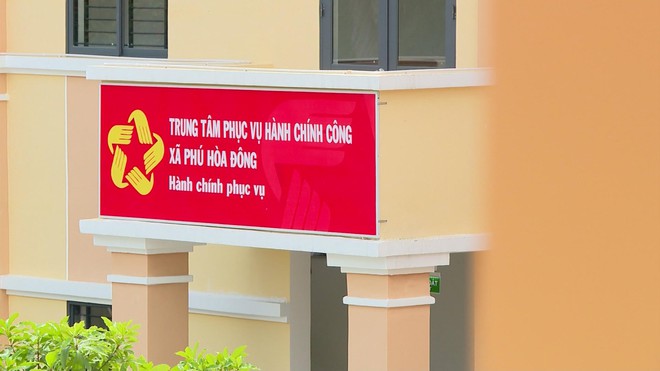 TRUNG TÂM PHỤC VỤ HÀNH CHÍNH CÔNG
XÃ PHÚ HÒA ĐÔNG
Hành chính phục vụ